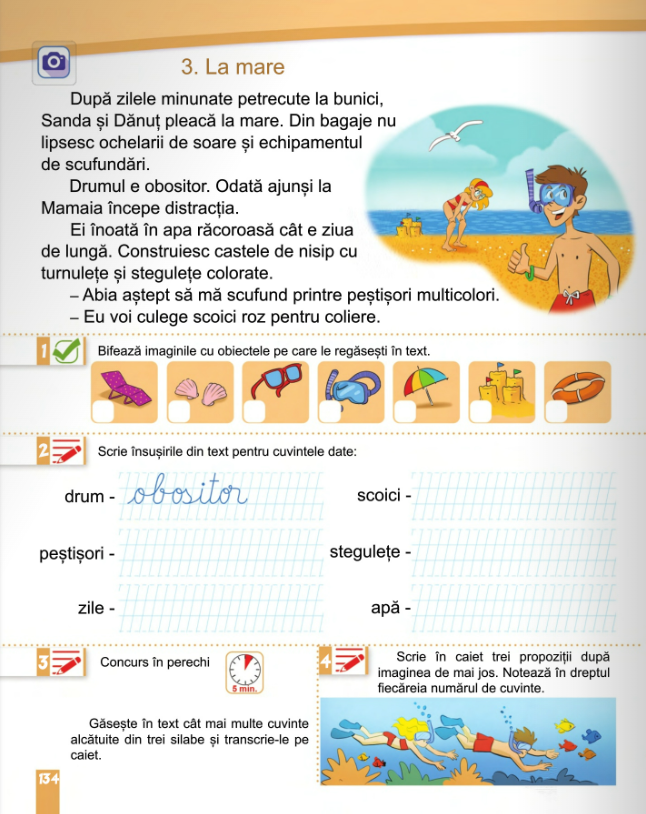 3. La mare
După zilele minunate petrecute la bunici,
Sanda și Dănuț pleacă la mare. Din bagaje nu
lipsesc ochelarii de soare și echipamentul
de scufundări.
Drumul e obositor. Odată ajunși la
Mamaia începe distracția.
Ei înoată în apa răcoroasă cât e ziua
de lungă. Construiesc castele de nisip cu
turnulețe și stegulețe colorate.
– Abia aștept să mă scufund printre peștișori multicolori.
– Eu voi culege scoici roz pentru coliere.
1
Bifează imaginile cu obiectele pe care le regăsești în text.
2
Scrie însușirile din text pentru cuvintele date:
drum - obositor
scoici -
peștișori -
stegulețe -
zile -
apă -
3
Concurs în perechi
5 min.
Găsește în text cât mai multe cuvinte
alcătuite din trei silabe și transcrie-le pe
caiet.
4
Scrie în caiet trei propoziții după
imaginea de mai jos. Notează în dreptul
fiecăreia numărul de cuvinte.
134